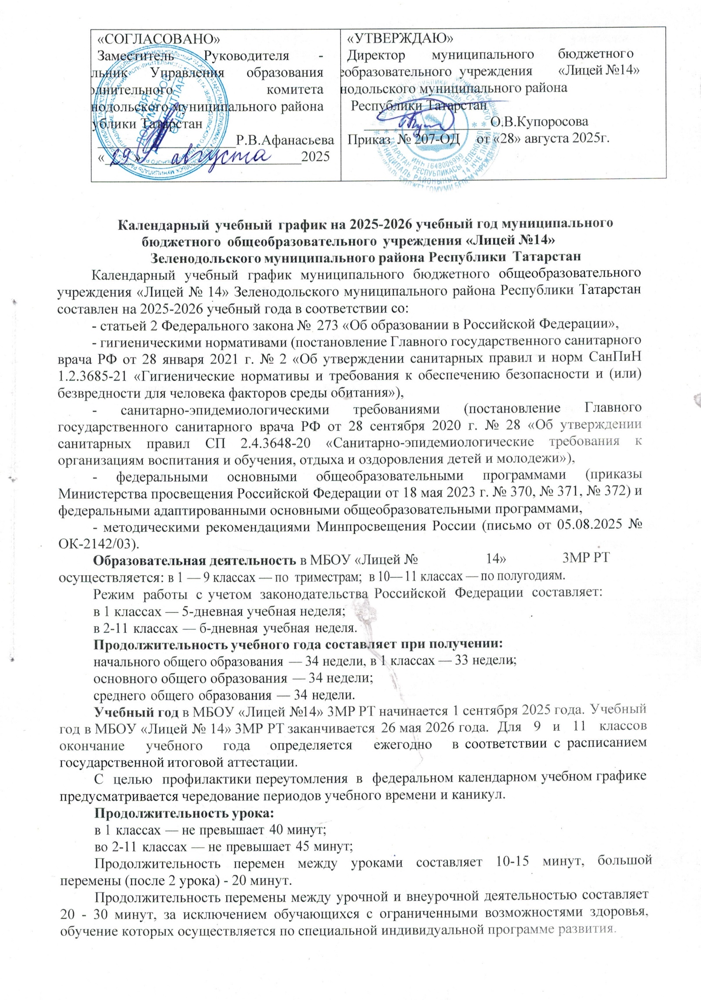 «СОГЛАСОВАНО»
Заместитель Руководителя -
льник Управления образования
олнительного комитета
нодольского муниципального района
ублики Татарстан
Р.В.Афанасьева
«29» августа 2025
«УТВЕРЖДАЮ»
Директор муниципального бюджетного
еобразовательного учреждения «Лицей №14»
нодольского муниципального района
Республики Татарстан
О.В.Купоросова
Приказ № 207-ОД от «28» августа 2025г.
ДЛЯ ДОКУМЕНТОВ
ИНН 1648006999
Календарный учебный график на 2025-2026 учебный год муниципального
бюджетного общеобразовательного учреждения «Лицей №14»
Зеленодольского муниципального района Республики Татарстан
Календарный учебный график муниципального бюджетного общеобразовательного
учреждения «Лицей № 14» Зеленодольского муниципального района Республики Татарстан
составлен на 2025-2026 учебный года в соответствии со:
- статьей 2 Федерального закона № 273 «Об образовании в Российской Федерации»,
- гигиеническими нормативами (постановление Главного государственного санитарного
врача РФ от 28 января 2021 г. № 2 «Об утверждении санитарных правил и норм СанПиН
1.2.3685-21 «Гигиенические нормативы и требования к обеспечению безопасности и (или)
безвредности для человека факторов среды обитания»),
- санитарно-эпидемиологическими требованиями (постановление Главного
государственного санитарного врача РФ от 28 сентября 2020 г. № 28 «Об утверждении
санитарных правил СП 2.4.3648-20 «Санитарно-эпидемиологические требования к
организациям воспитания и обучения, отдыха и оздоровления детей и молодежи»),
- федеральными основными общеобразовательными программами (приказы
Министерства просвещения Российской Федерации от 18 мая 2023 г. № 370, № 371, № 372) и
федеральными адаптированными основными общеобразовательными программами,
- методическими рекомендациями Минпросвещения России (письмо от 05.08.2025 №
ОК-2142/03).
Образовательная деятельность в МБОУ «Лицей № 14» ЗМР РТ
осуществляется: в 1 — 9 классах — по триместрам; в 10— 11 классах — по полугодиям.
Режим работы с учетом законодательства Российской Федерации составляет:
в 1 классах — 5-дневная учебная неделя;
в 2-11 классах — б-дневная учебная неделя.
Продолжительность учебного года составляет при получении:
начального общего образования — 34 недели, в 1 классах — 33 недели;
основного общего образования — 34 недели;
среднего общего образования — 34 недели.
Учебный год в МБОУ «Лицей №14» ЗМР РТ начинается 1 сентября 2025 года. Учебный
год в МБОУ «Лицей № 14» ЗМР РТ заканчивается 26 мая 2026 года. Для 9 и 11 классов
окончание учебного года определяется ежегодно в соответствии с расписанием
государственной итоговой аттестации.
С целью профилактики переутомления в федеральном календарном учебном графике
предусматривается чередование периодов учебного времени и каникул.
Продолжительность урока:
в 1 классах — не превышает 40 минут;
во 2-11 классах — не превышает 45 минут;
Продолжительность перемен между уроками составляет 10-15 минут, большой
перемены (после 2 урока) - 20 минут.
Продолжительность перемены между урочной и внеурочной деятельностью составляет
20 - 30 минут, за исключением обучающихся с ограниченными возможностями здоровья,
обучение которых осуществляется по специальной индивидуальной программе развития.